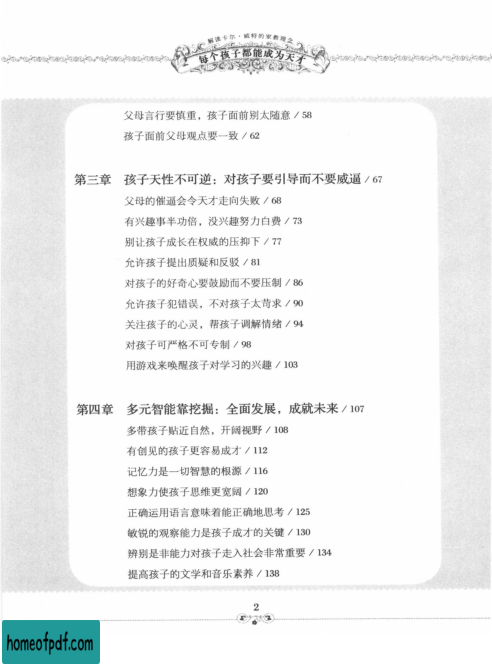 解读卡尔·威特的家教理念
每个孩子都能成为天才
父母言行要慎重，孩子面前别太随意 / 58
孩子面前父母观点要一致 / 62
第三章 孩子天性不可逆：对孩子要引导而不要威逼 / 67
父母的催逼会令天才走向失败 / 68
有兴趣事半功倍，没兴趣努力白费 / 73
别让孩子成长在权威的压抑下 / 77
允许孩子提出质疑和反驳 / 81
对孩子的好奇心要鼓励而不要压制 / 86
允许孩子犯错误，不对孩子太苛求 / 90
关注孩子的心灵，帮孩子调解情绪 / 94
对孩子可严格不可专制 / 98
用游戏来唤醒孩子对学习的兴趣 / 103
第四章 多元智能靠挖掘：全面发展，成就未来 / 107
多带孩子贴近自然，开阔视野 / 108
有创见的孩子更容易成才 / 112
记忆力是一切智慧的根源 / 116
想象力使孩子思维更宽阔 / 120
正确运用语言意味着能正确地思考 / 125
敏锐的观察能力是孩子成才的关键 / 130
辨别是非能力对孩子走入社会非常重要 / 134
提高孩子的文学和音乐素养 / 138
2
homeofpdf.com